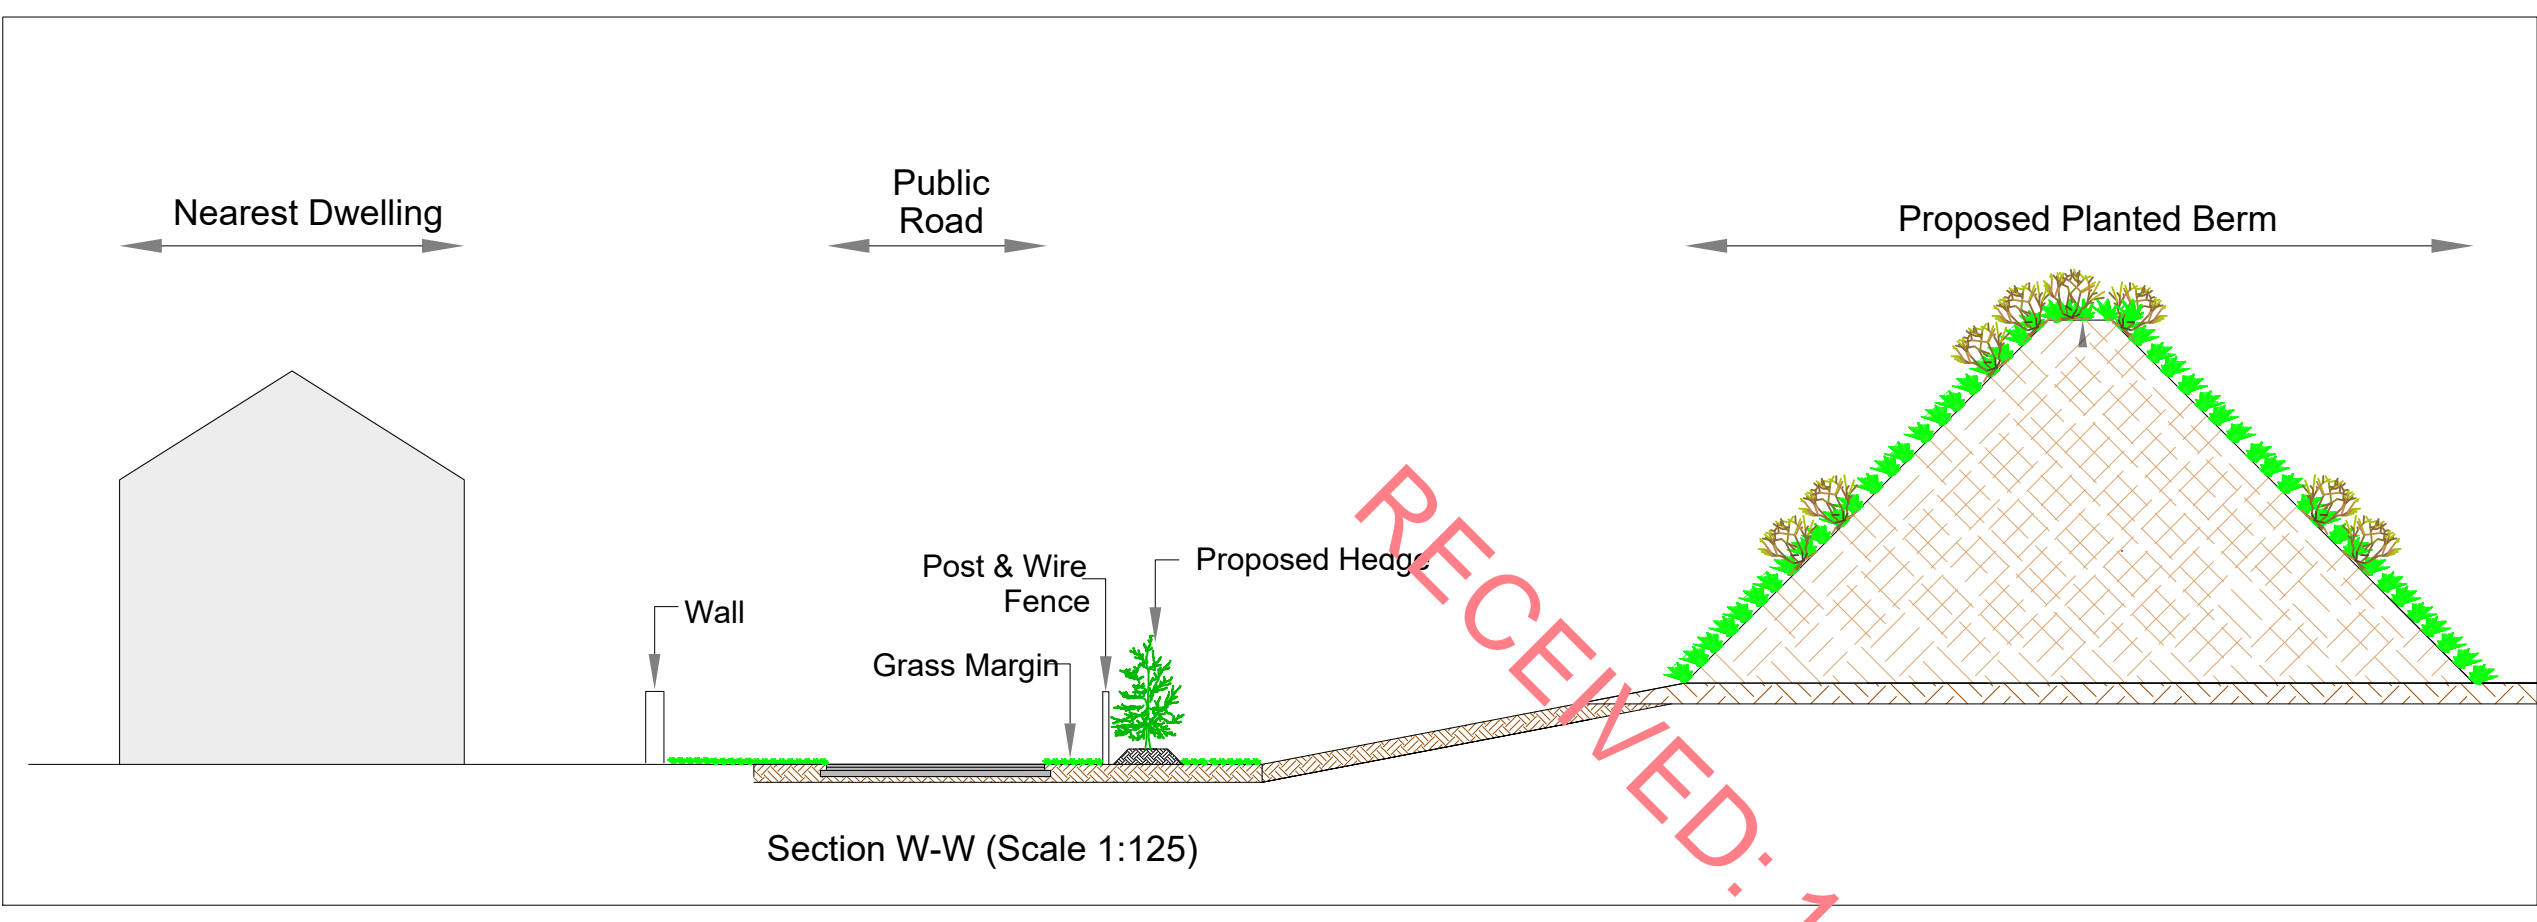 Nearest Dwelling
Public
Road
Proposed Planted Berm
Post & Wire
Fence
Proposed Hedge
Wall
Grass Margin
Section W-W (Scale 1:125)
RECEIVED: 1